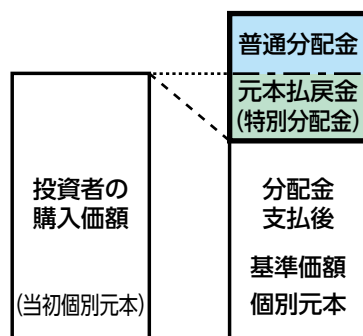 普通分配金
元本払戻金
(特別分配金)
投資者の
購入価額
(当初個別元本)
分配金
支払後
基準価額
個別元本